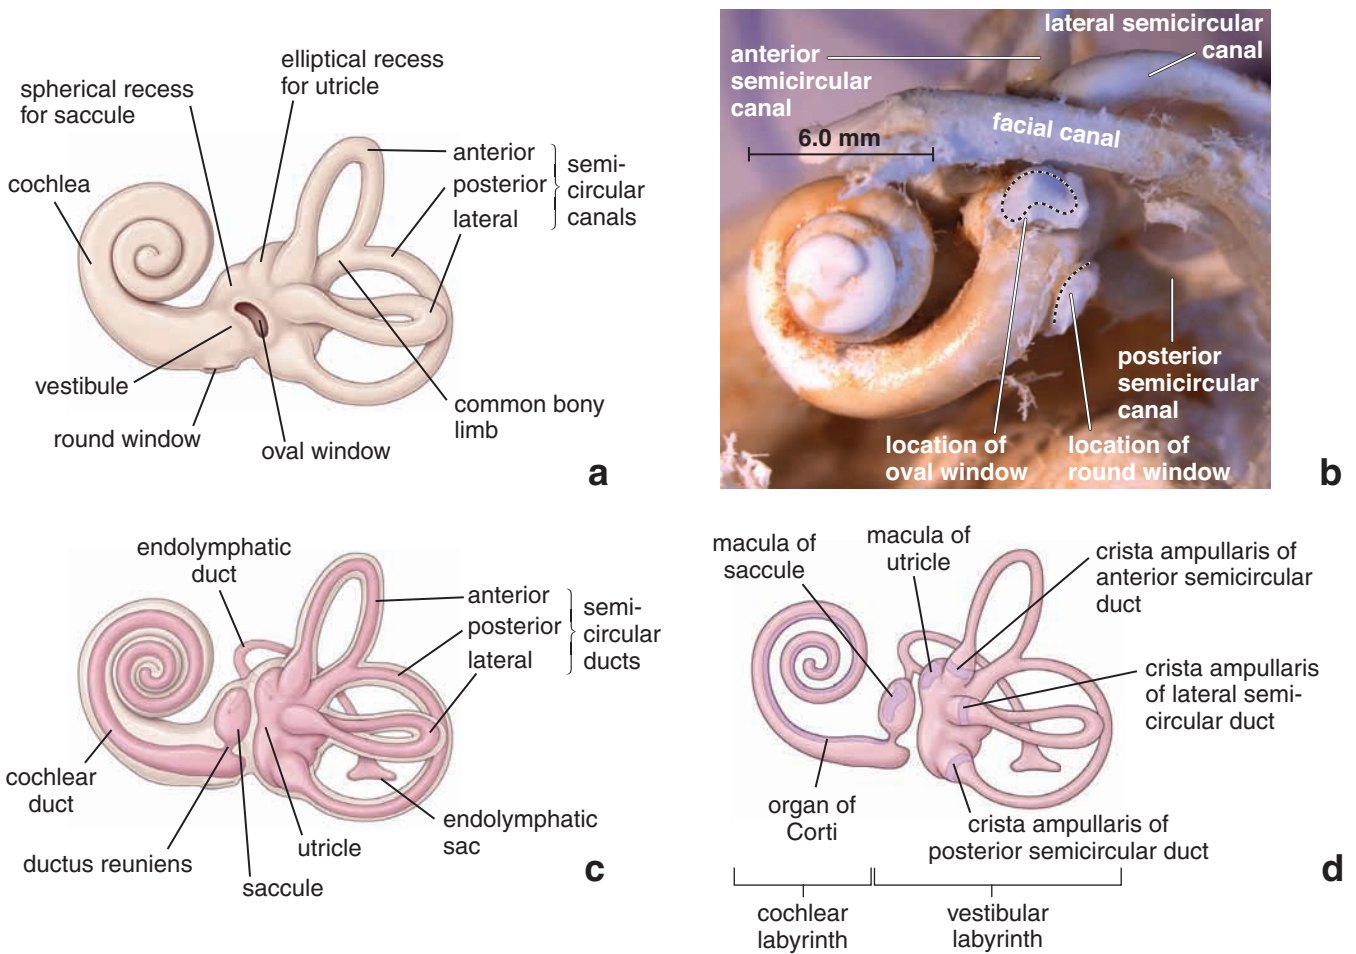 elliptical recess
for utricle
spherical recess
for saccule
cochlea
anterior
posterior
lateral
semi-
circular
canals
vestibule
round window
oval window
common bony
limb
a
lateral semicircular
canal
anterior
semicircular
canal
facial canal
6.0 mm
posterior
semicircular
canal
location of
oval window
location of
round window
b
endolymphatic
duct
anterior
posterior
lateral
semi-
circular
ducts
cochlear
duct
ductus reuniens
saccule
utricle
endolymphatic
sac
c
macula of
saccule
macula of
utricle
crista ampullaris of
anterior semicircular
duct
crista ampullaris
of lateral semi-
circular duct
organ of
Corti
crista ampullaris of
posterior semicircular duct
cochlear
labyrinth
vestibular
labyrinth
d